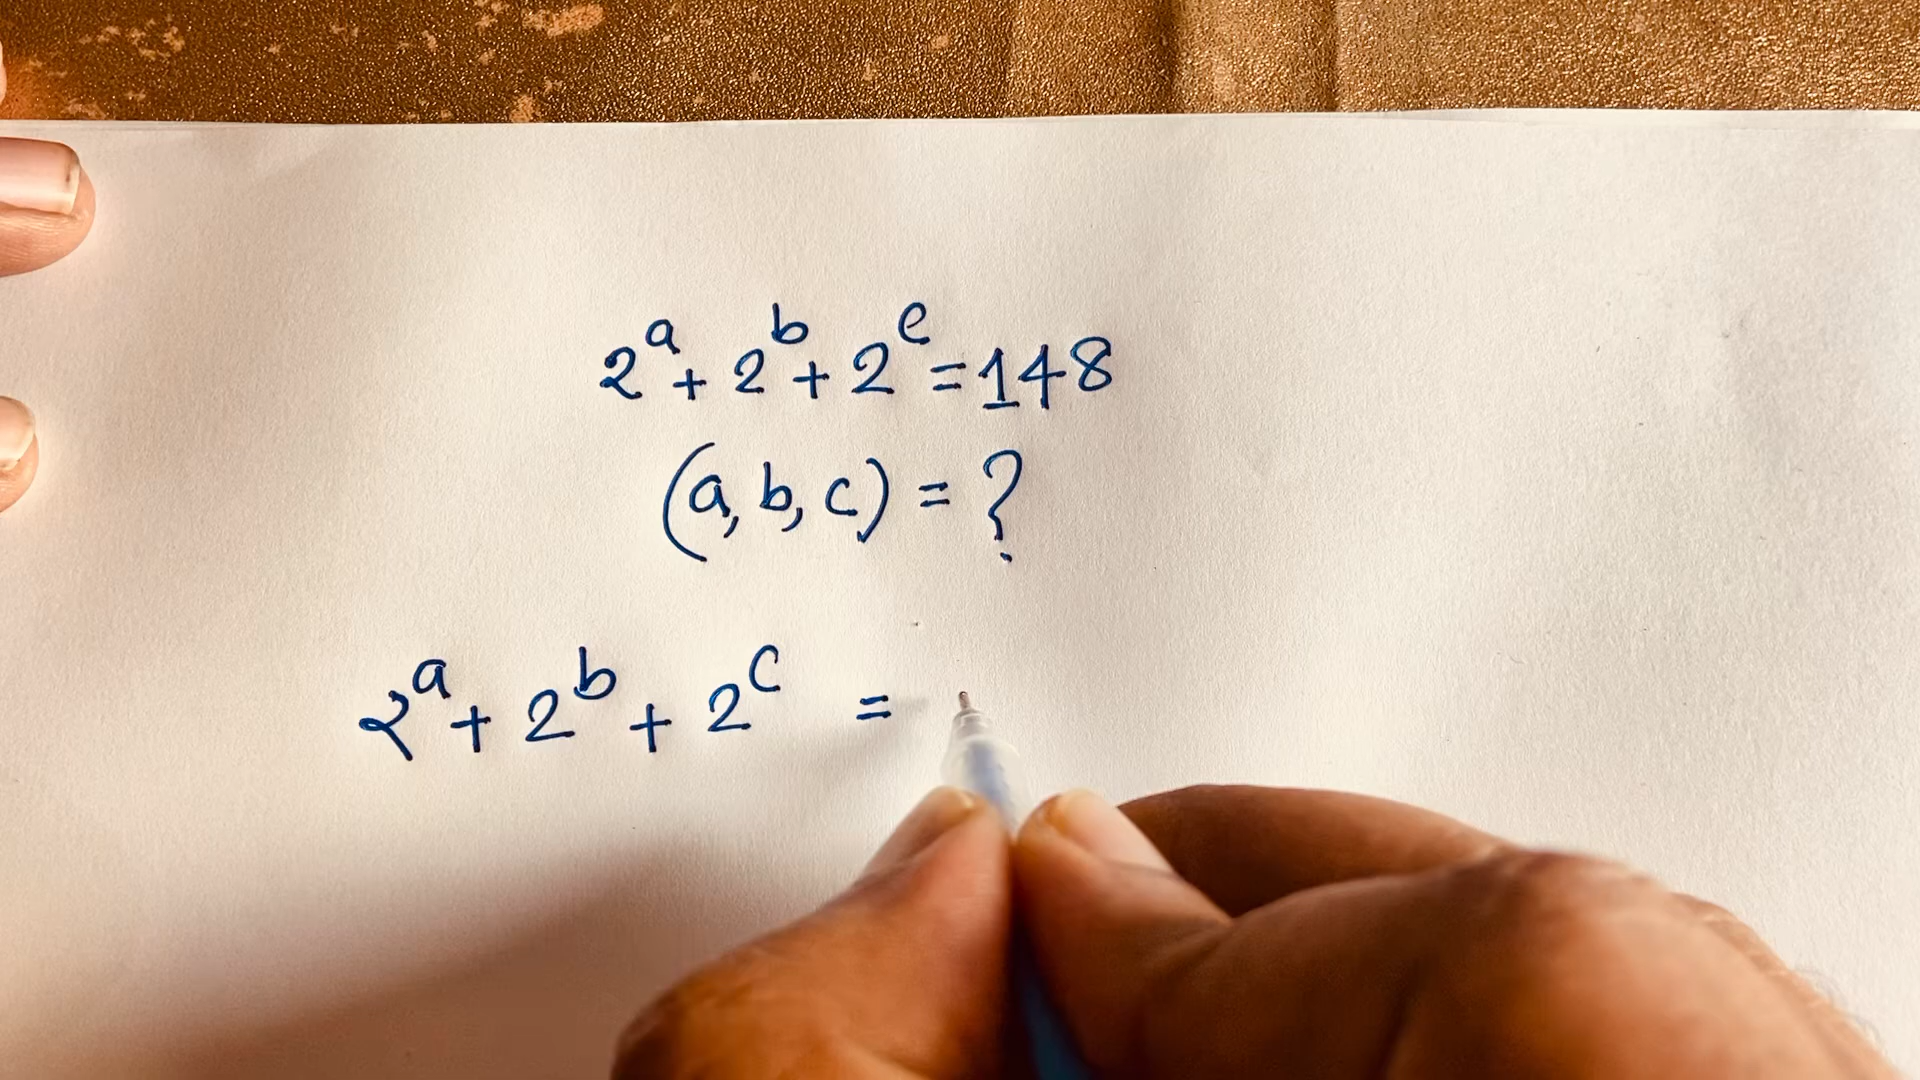 2^a + 2^b + 2^c = 148
(a, b, c) = ?
2^a + 2^b + 2^c =